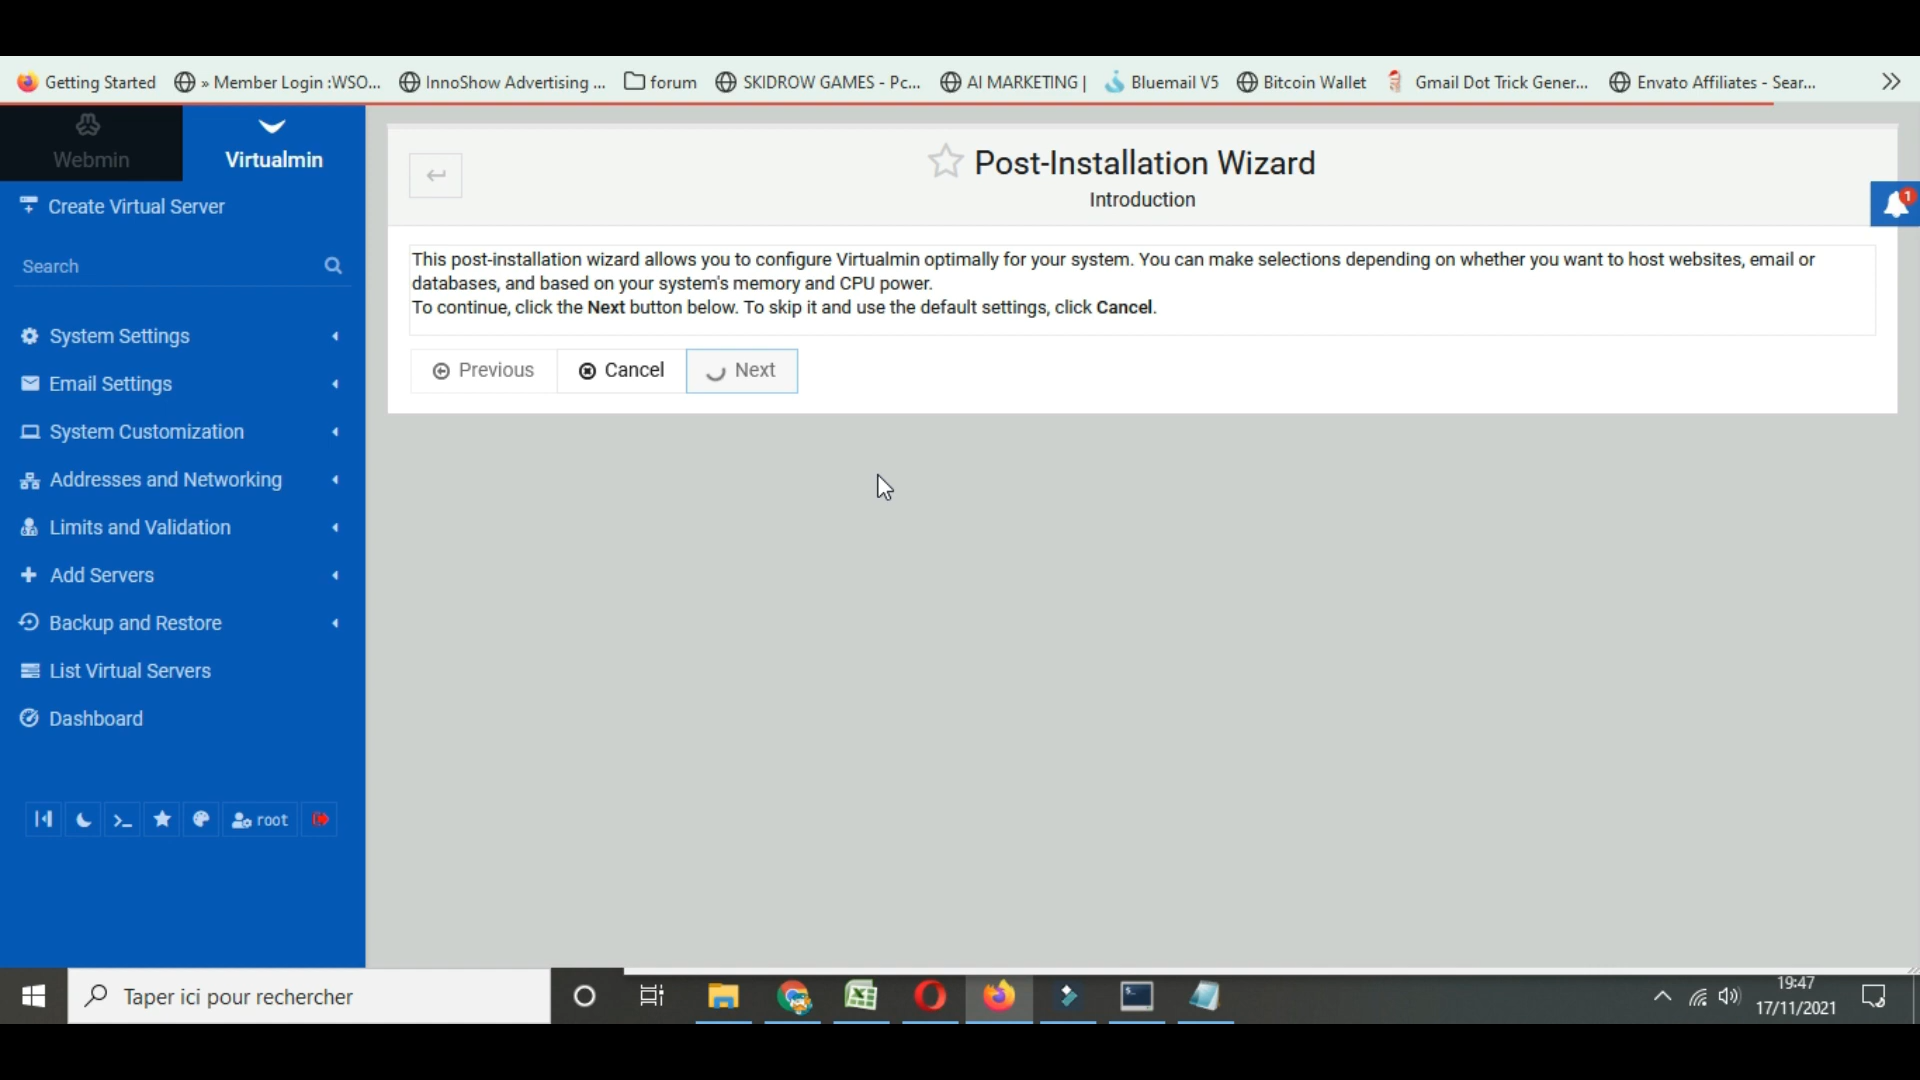 Getting Started
» Member Login :WSO...
InnoShow Advertising ...
forum
SKIDROW GAMES - Pc...
AI MARKETING |
Bluemail V5
Bitcoin Wallet
Gmail Dot Trick Gener...
Envato Affiliates - Sear...
Webmin
Virtualmin
Create Virtual Server
Search
System Settings
Email Settings
System Customization
Addresses and Networking
Limits and Validation
Add Servers
Backup and Restore
List Virtual Servers
Dashboard
root
Post-Installation Wizard
Introduction
1
This post-installation wizard allows you to configure Virtualmin optimally for your system. You can make selections depending on whether you want to host websites, email or
databases, and based on your system's memory and CPU power.
To continue, click the Next button below. To skip it and use the default settings, click Cancel.
Previous
Cancel
Next
Taper ici pour rechercher
19:47
17/11/2021